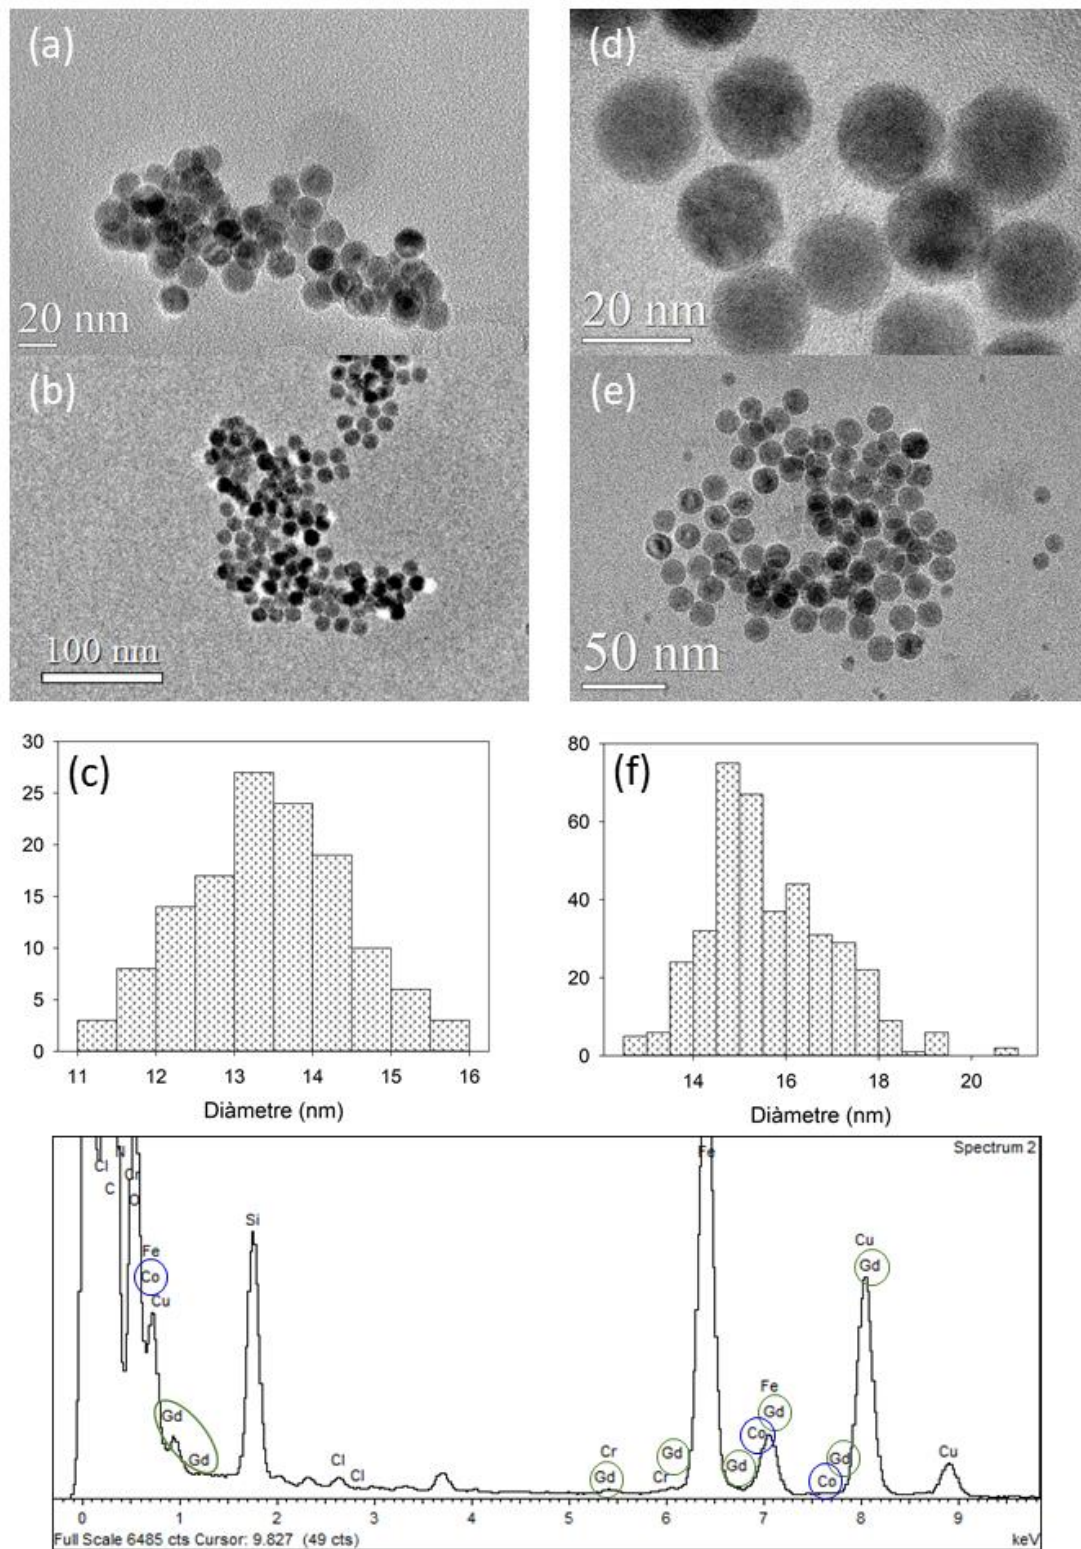 (a)
20 nm
(b)
100 nm
(d)
20 nm
(e)
50 nm
(c)
30
25
20
15
10
5
0
11 12 13 14 15 16
Diàmetre (nm)
(f)
80
60
40
20
0
14 16 18 20
Diàmetre (nm)
Spectrum 2
N
Cl
C
Cr
O
Fe
Co
Cu
Gd
Gd
Si
Cl
Cl
Cr
Gd
Cr
Gd
Fe
Gd
Fe
Gd
Co
Co
Gd
Cu
Gd
Cu
0 1 2 3 4 5 6 7 8 9
Full Scale 6485 cts Cursor: 9.827 (49 cts) keV